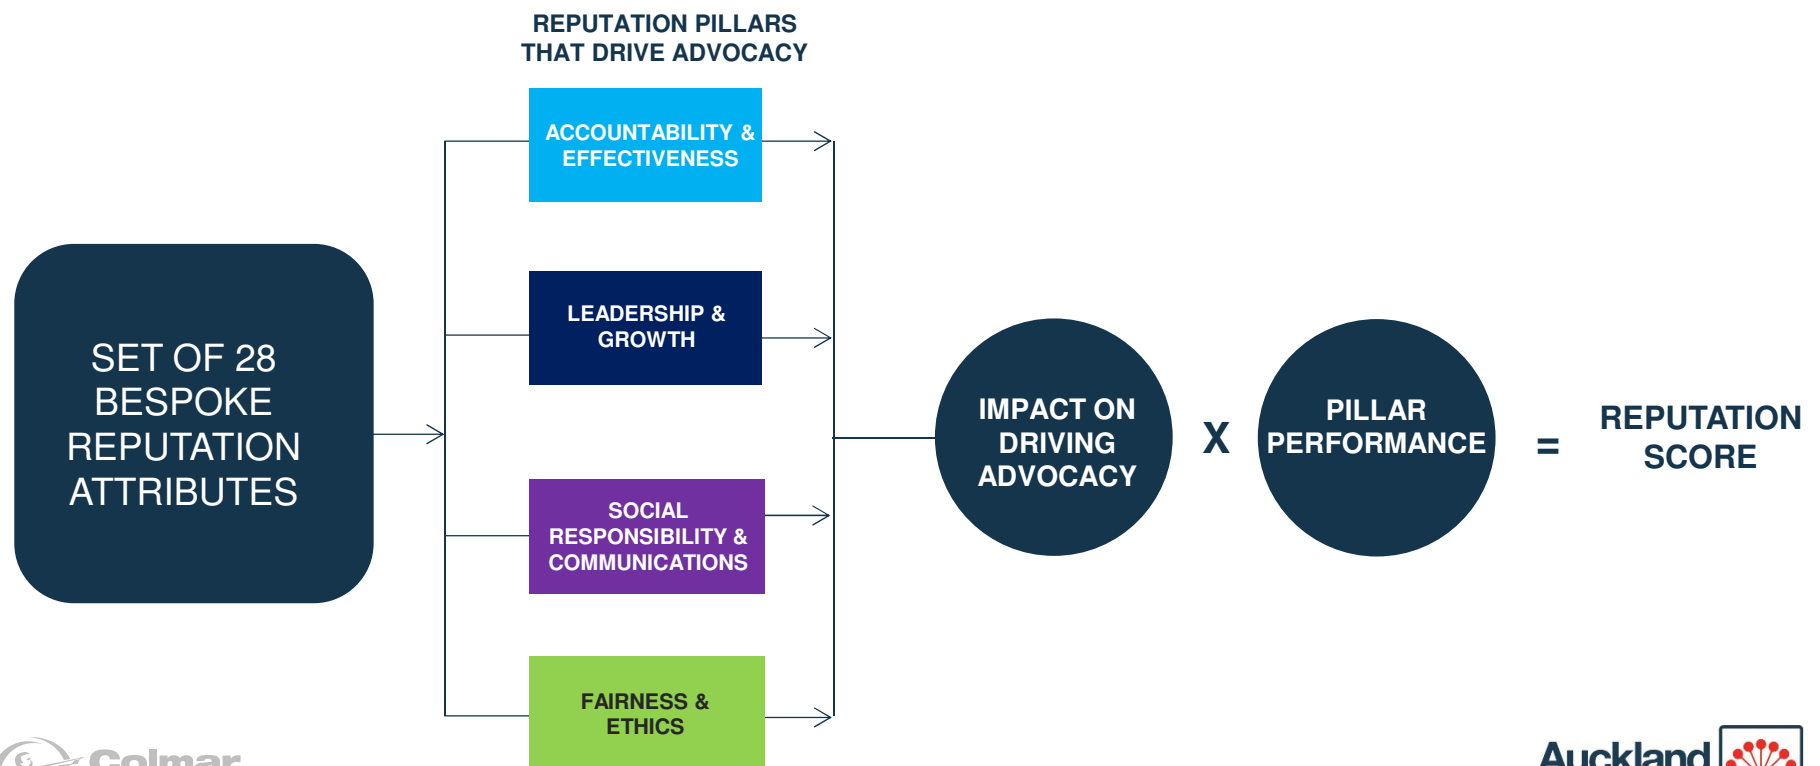 REPUTATION PILLARS
THAT DRIVE ADVOCACY
ACCOUNTABILITY &
EFFECTIVENESS
LEADERSHIP &
GROWTH
SET OF 28
BESPOKE
REPUTATION
ATTRIBUTES
SOCIAL
RESPONSIBILITY &
COMMUNICATIONS
FAIRNESS &
ETHICS
IMPACT ON
DRIVING
ADVOCACY
X
PILLAR
PERFORMANCE
=
REPUTATION
SCORE
Colmar
Auckland